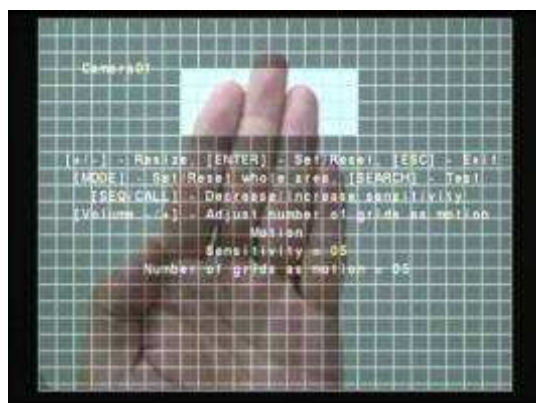 Camera01
[+/-] - Resize, [ENTER] - Set/Reset, [ESC] - Exit
[MODE] - Set/Reset whole area, [SEARCH] - Test
[SEQ,CALL] - Decrease/increase sensitivity
[Volume -/+] - Adjust number of grids as motion
Motion
Sensitivity = 05
Number of grids as motion = 05